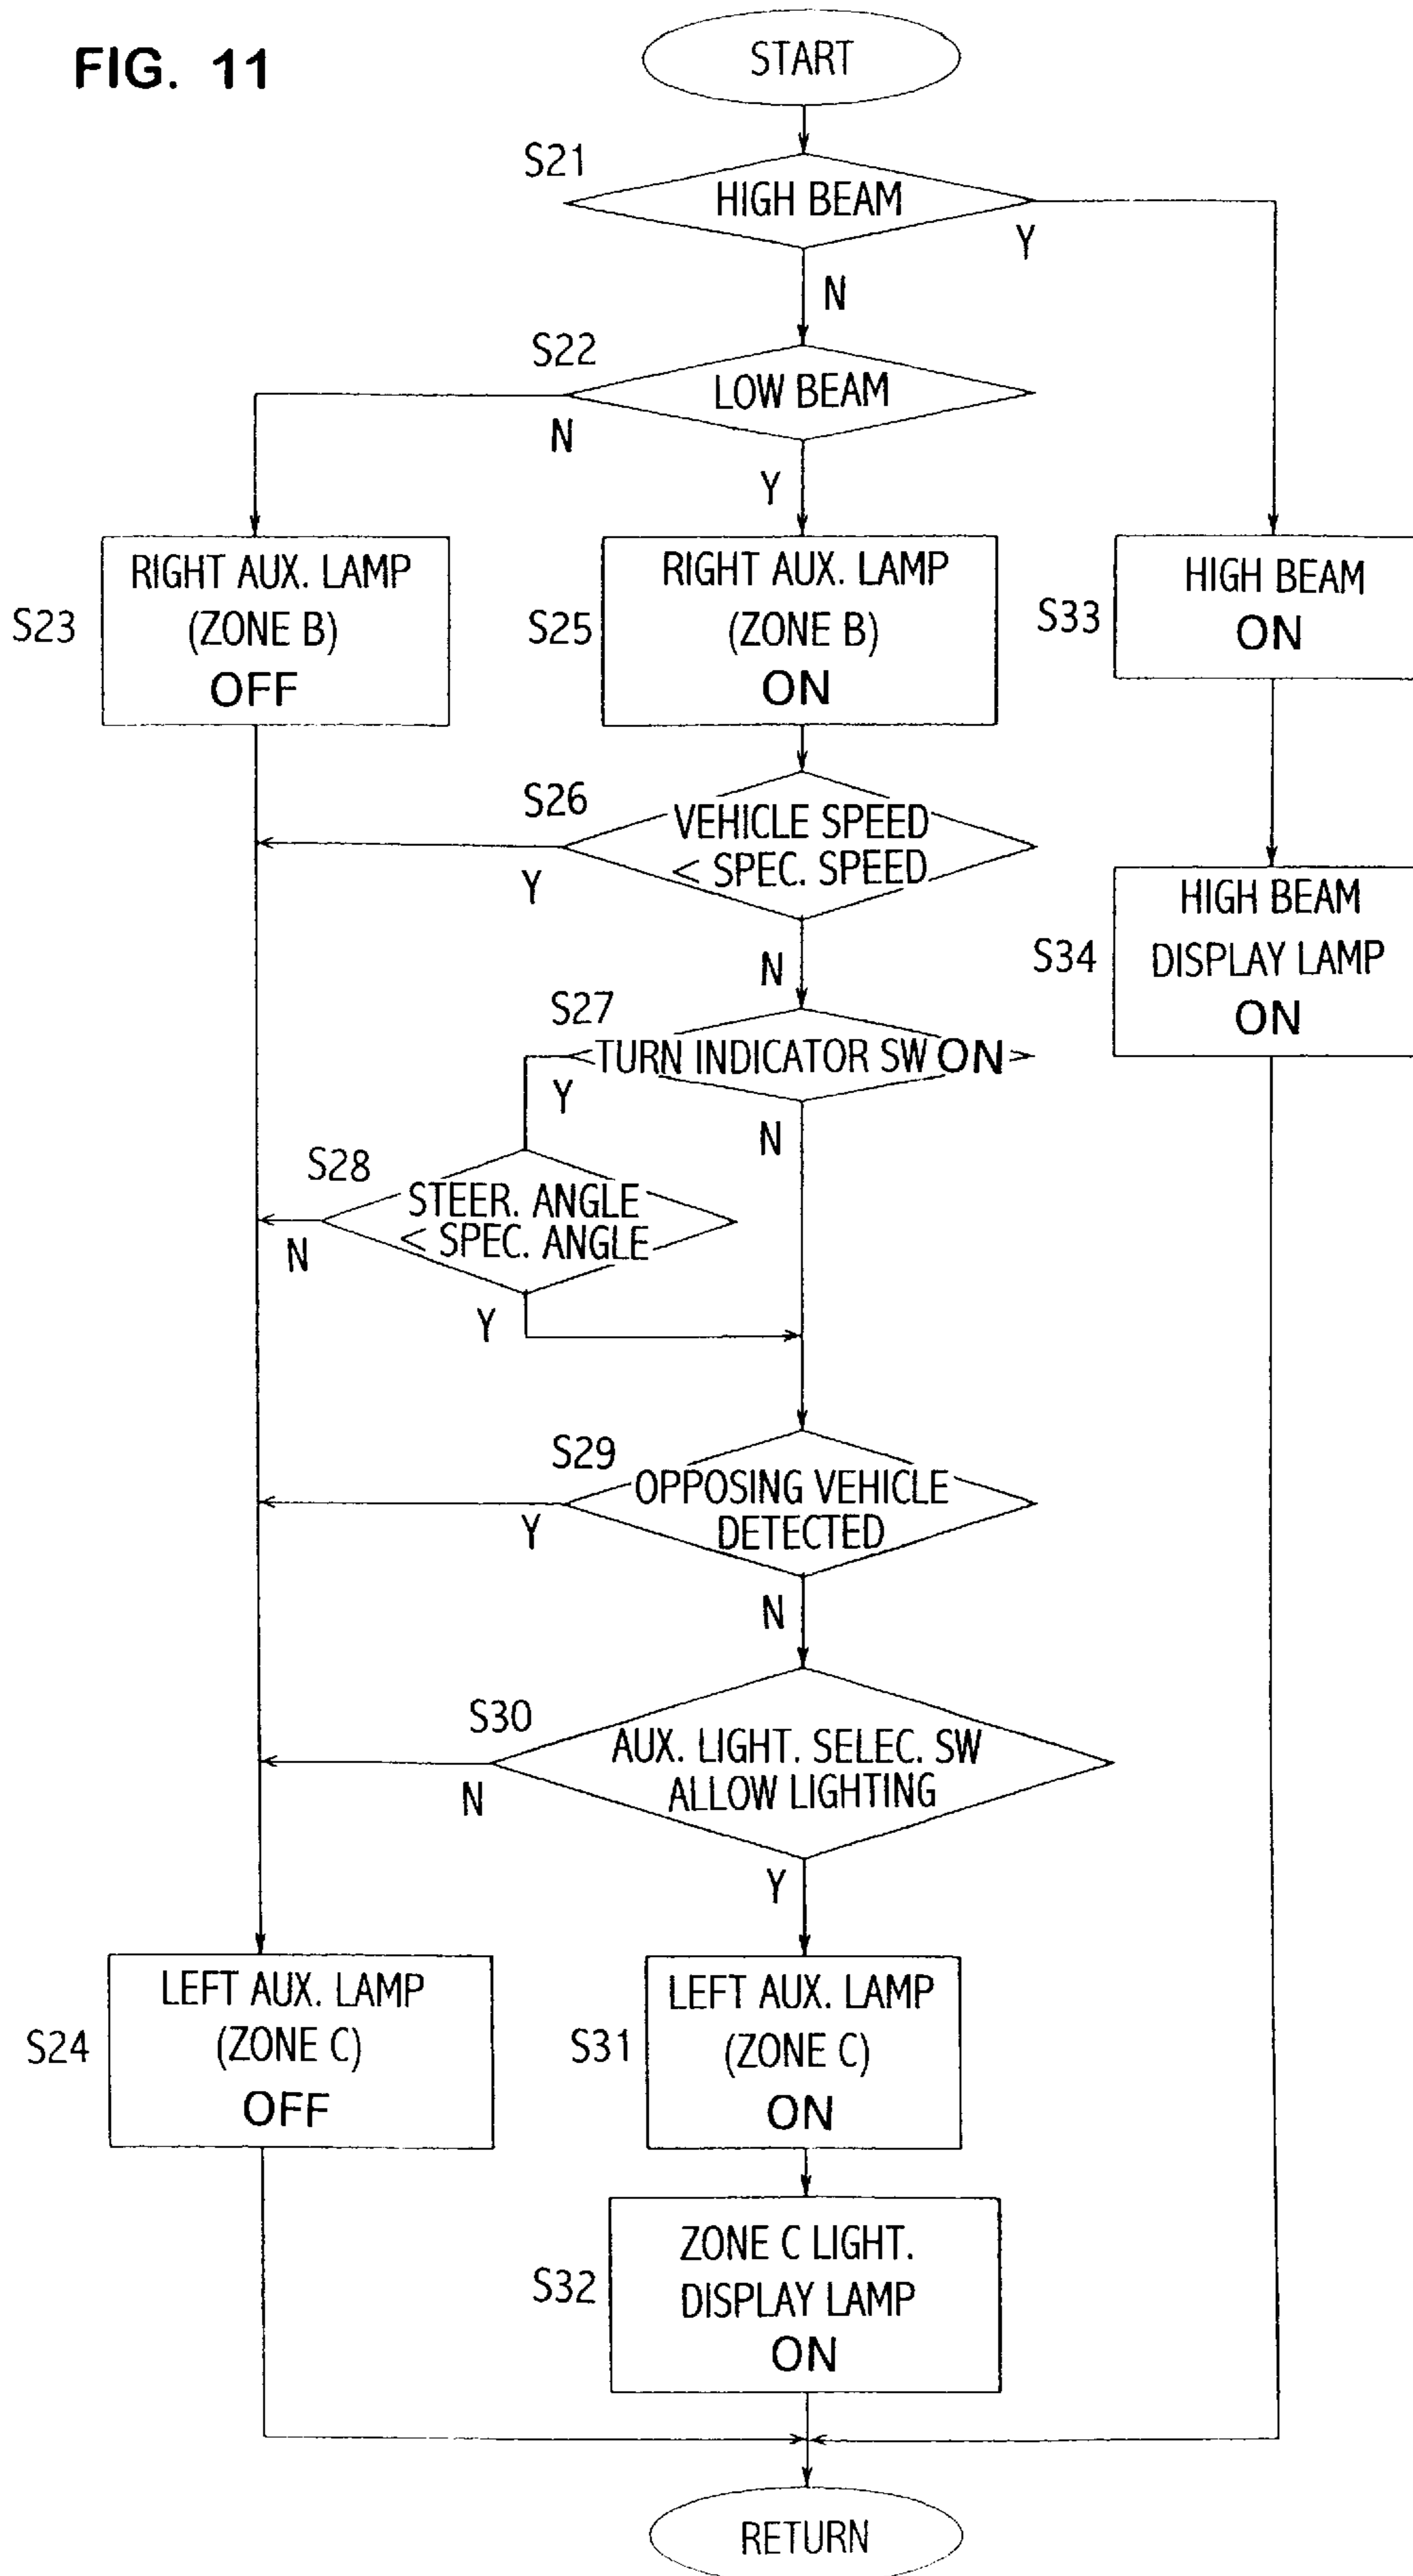 FIG. 11
START
S21
HIGH BEAM
Y
N
S22
LOW BEAM
N
Y
S23
RIGHT AUX. LAMP
(ZONE B)
OFF
S25
RIGHT AUX. LAMP
(ZONE B)
ON
S33
HIGH BEAM
ON
S26
VEHICLE SPEED
< SPEC. SPEED
Y
N
S34
HIGH BEAM
DISPLAY LAMP
ON
S27
TURN INDICATOR SW ON
Y
N
S28
STEER. ANGLE
< SPEC. ANGLE
N
Y
S29
OPPOSING VEHICLE
DETECTED
Y
N
S30
AUX. LIGHT. SELEC. SW
ALLOW LIGHTING
N
Y
S24
LEFT AUX. LAMP
(ZONE C)
OFF
S31
LEFT AUX. LAMP
(ZONE C)
ON
S32
ZONE C LIGHT.
DISPLAY LAMP
ON
RETURN